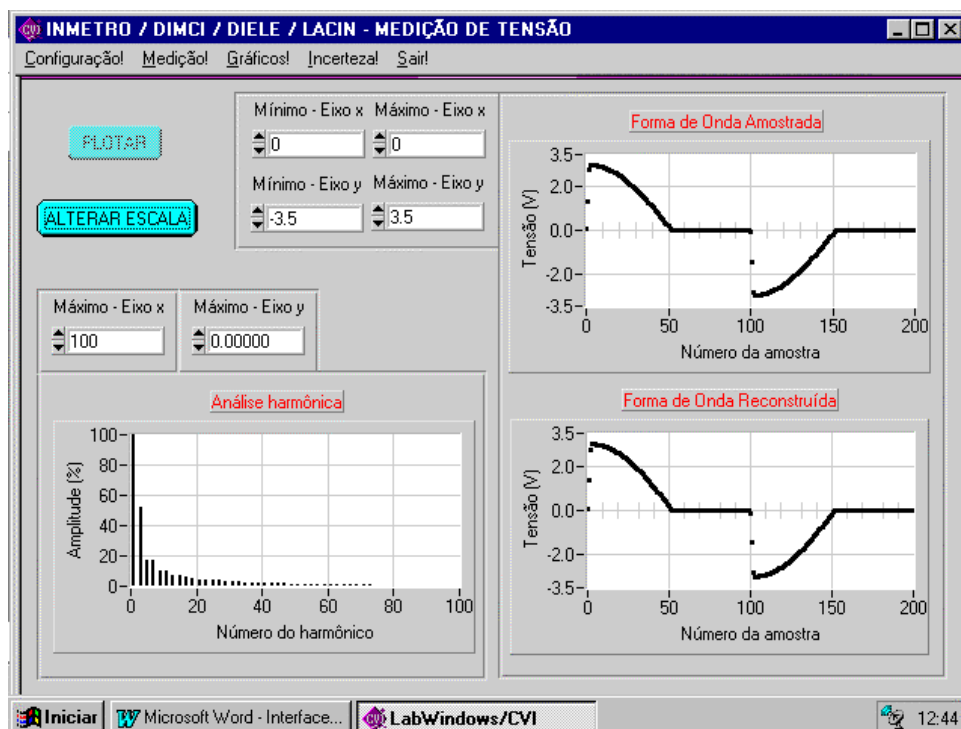 CVI INMETRO / DIMCI / DIELE / LACIN - MEDIÇÃO DE TENSÃO
Configuração! Medição! Gráficos! Incerteza! Sair!
PLOTAR
ALTERAR ESCALA
Mínimo - Eixo x Máximo - Eixo x
0 0
Mínimo - Eixo y Máximo - Eixo y
-3.5 3.5
Máximo - Eixo x Máximo - Eixo y
100 0.00000
Forma de Onda Amostrada
Tensão (V)
3.5
2.0
0.0
-2.0
-3.5
0 50 100 150 200
Número da amostra
Análise harmônica
Amplitude (%)
100
80
60
40
20
0
0 20 40 60 80 100
Número do harmônico
Forma de Onda Reconstruída
Tensão (V)
3.5
2.0
0.0
-2.0
-3.5
0 50 100 150 200
Número da amostra
Iniciar Microsoft Word - Interface... CVI LabWindows/CVI 12:44